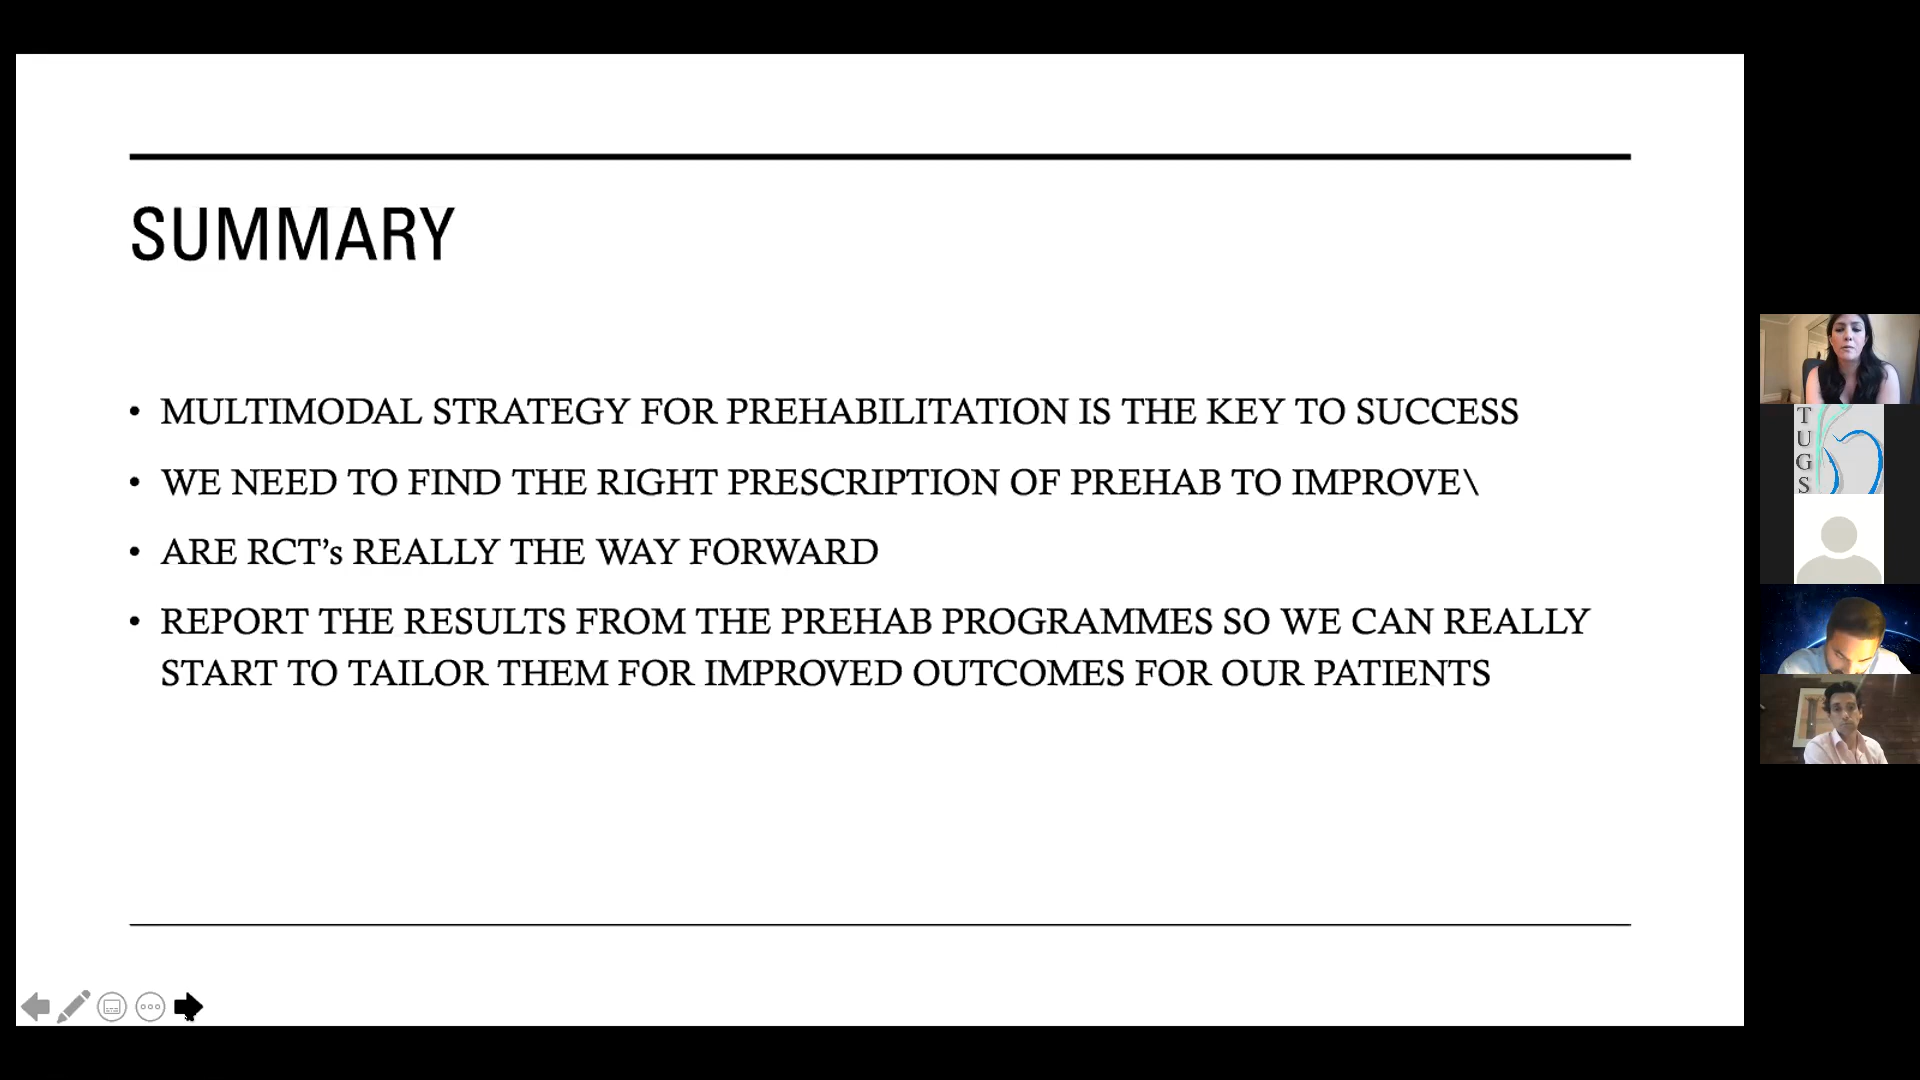 SUMMARY
• MULTIMODAL STRATEGY FOR PREHABILITATION IS THE KEY TO SUCCESS
• WE NEED TO FIND THE RIGHT PRESCRIPTION OF PREHAB TO IMPROVE\
• ARE RCT’s REALLY THE WAY FORWARD
• REPORT THE RESULTS FROM THE PREHAB PROGRAMMES SO WE CAN REALLY
START TO TAILOR THEM FOR IMPROVED OUTCOMES FOR OUR PATIENTS
T
U
G
S